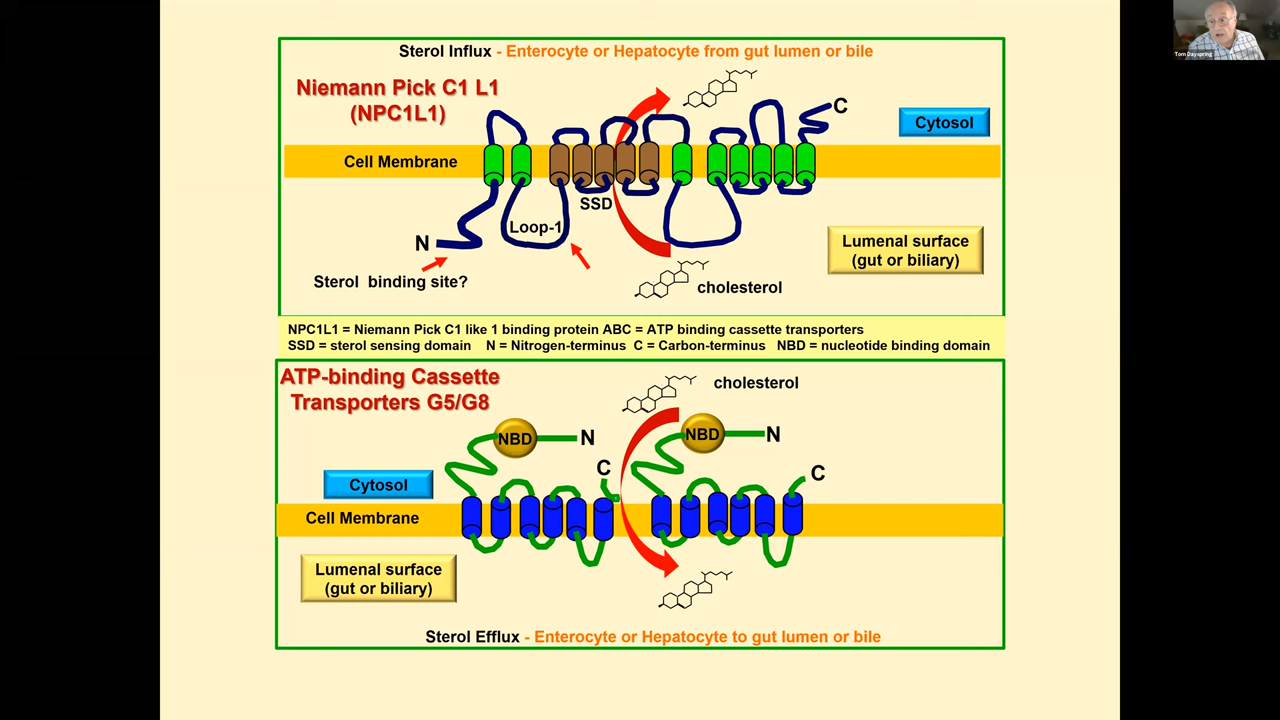 Tom Dayspring
Sterol Influx - Enterocyte or Hepatocyte from gut lumen or bile
Niemann Pick C1 L1
(NPC1L1)
C
Cytosol
Cell Membrane
SSD
Loop-1
N
Lumenal surface
(gut or biliary)
Sterol binding site?
cholesterol
NPC1L1 = Niemann Pick C1 like 1 binding protein ABC = ATP binding cassette transporters
SSD = sterol sensing domain N = Nitrogen-terminus C = Carbon-terminus NBD = nucleotide binding domain
ATP-binding Cassette
Transporters G5/G8
cholesterol
NBD
N
NBD
N
C
C
Cytosol
Cell Membrane
Lumenal surface
(gut or biliary)
Sterol Efflux - Enterocyte or Hepatocyte to gut lumen or bile